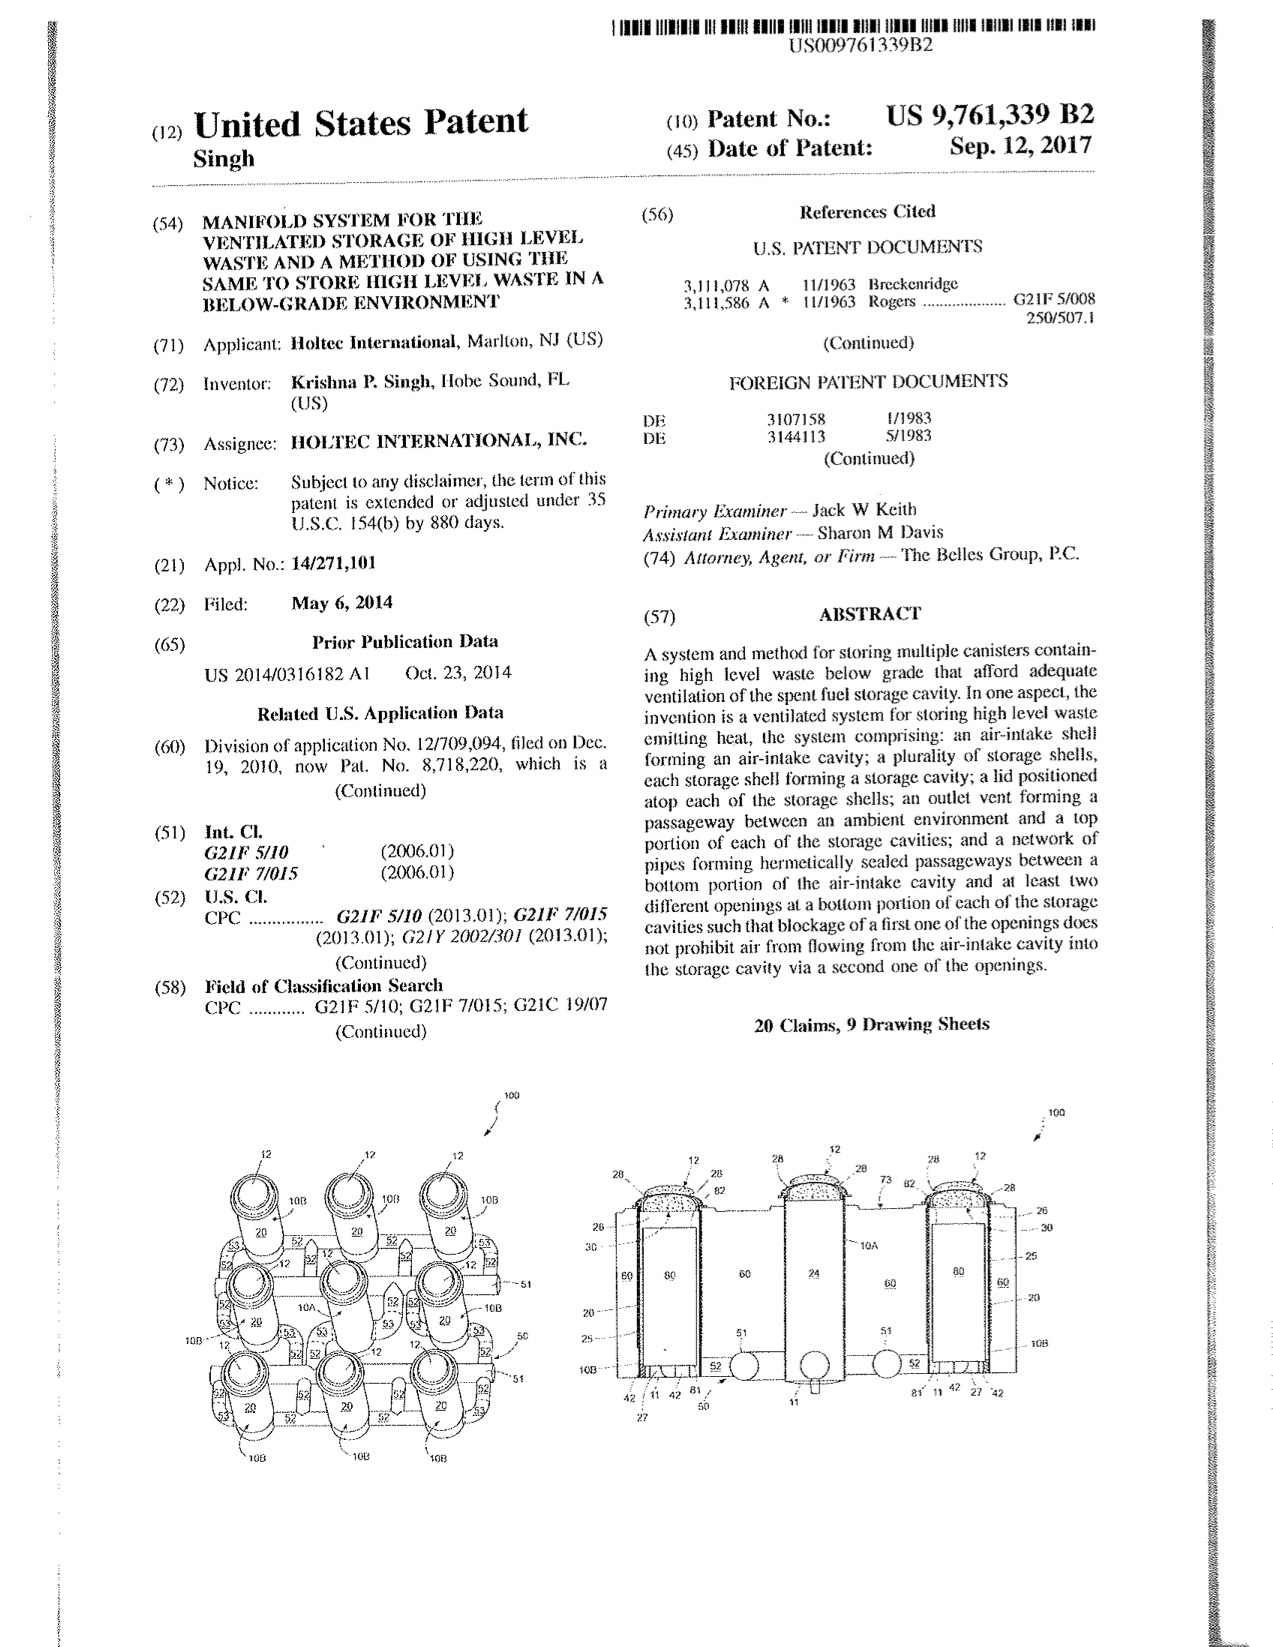 US009761339B2
(12) United States Patent
Singh
(10) Patent No.: US 9,761,339 B2
(45) Date of Patent: Sep. 12, 2017
(54) MANIFOLD SYSTEM FOR THE
VENTILATED STORAGE OF HIGH LEVEL
WASTE AND A METHOD OF USING THE
SAME TO STORE HIGH LEVEL WASTE IN A
BELOW-GRADE ENVIRONMENT
(71) Applicant: Holtec International, Marlton, NJ (US)
(72) Inventor: Krishna P. Singh, Hobe Sound, FL
(US)
(73) Assignee: HOLTEC INTERNATIONAL, INC.
(*) Notice: Subject to any disclaimer, the term of this
patent is extended or adjusted under 35
U.S.C. 154(b) by 880 days.
(21) Appl. No.: 14/271,101
(22) Filed: May 6, 2014
(65) Prior Publication Data
US 2014/0316182 A1 Oct. 23, 2014
Related U.S. Application Data
(60) Division of application No. 12/709,094, filed on Dec.
19, 2010, now Pat. No. 8,718,220, which is a
(Continued)
(51) Int. Cl.
G21F 5/10 (2006.01)
G21F 7/015 (2006.01)
(52) U.S. Cl.
CPC ............... G21F 5/10 (2013.01); G21F 7/015
(2013.01); G21Y 2002/301 (2013.01);
(Continued)
(58) Field of Classification Search
CPC ............ G21F 5/10; G21F 7/015; G21C 19/07
(Continued)
(56) References Cited
U.S. PATENT DOCUMENTS
3,111,078 A 11/1963 Breckenridge
3,111,586 A * 11/1963 Rogers ................... G21F 5/008
250/507.1
(Continued)
FOREIGN PATENT DOCUMENTS
DE 3107158 1/1983
DE 3144113 5/1983
(Continued)
Primary Examiner — Jack W Keith
Assistant Examiner — Sharon M Davis
(74) Attorney, Agent, or Firm — The Belles Group, P.C.
(57) ABSTRACT
A system and method for storing multiple canisters contain-
ing high level waste below grade that afford adequate
ventilation of the spent fuel storage cavity. In one aspect, the
invention is a ventilated system for storing high level waste
emitting heat, the system comprising: an air-intake shell
forming an air-intake cavity; a plurality of storage shells,
each storage shell forming a storage cavity; a lid positioned
atop each of the storage shells; an outlet vent forming a
passageway between an ambient environment and a top
portion of each of the storage cavities; and a network of
pipes forming hermetically sealed passageways between a
bottom portion of the air-intake cavity and at least two
different openings at a bottom portion of each of the storage
cavities such that blockage of a first one of the openings does
not prohibit air from flowing from the air-intake cavity into
the storage cavity via a second one of the openings.
20 Claims, 9 Drawing Sheets
100
12 12 12
10B 10B 10B
20 20 20
53 52 52 53
52 52 12 52 52
12 12
51
52 10A 52 52
20 20 10B
53 53 53 53
10B
12 12 12
52 52 50
51
52 52 52 52
20 20 20
53 52 52 53
10B 10B 10B
100
28 12 28 28 12 28 28 12 28
82 73 82
26 26
30 10A 30
25
60 80 60 24 60 80 60
20 20
25 51 51
10B 52 52 10B
42 11 42 81 50 11 81 11 42 27 42
27